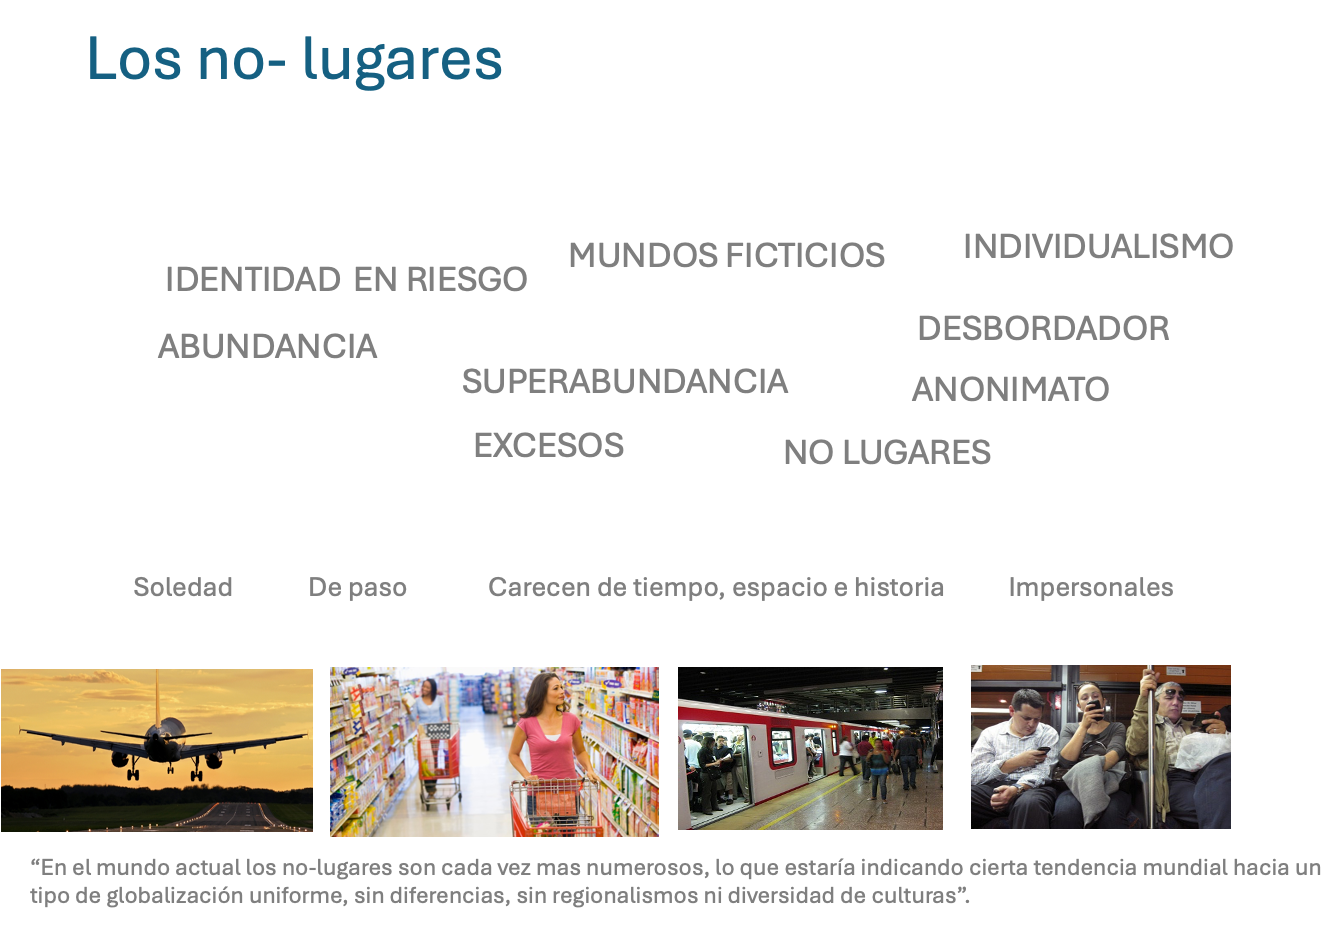 Los no- lugares
MUNDOS FICTICIOS
INDIVIDUALISMO
IDENTIDAD EN RIESGO
DESBORDADOR
ABUNDANCIA
SUPERABUNDANCIA
ANONIMATO
EXCESOS
NO LUGARES
Soledad
De paso
Carecen de tiempo, espacio e historia
Impersonales
“En el mundo actual los no-lugares son cada vez mas numerosos, lo que estaría indicando cierta tendencia mundial hacia un
tipo de globalización uniforme, sin diferencias, sin regionalismos ni diversidad de culturas”.